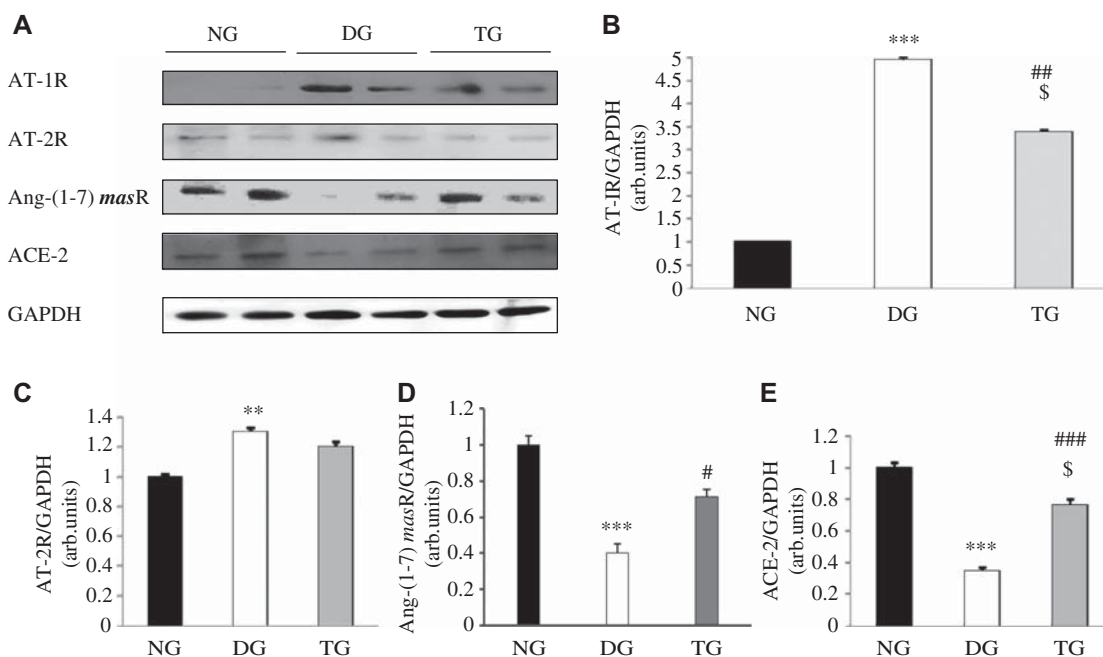 A
NG DG TG
AT-1R
AT-2R
Ang-(1-7) masR
ACE-2
GAPDH
B
AT-IR/GAPDH
(arb.units)
5
4.5
4
3.5
3
2.5
2
1.5
1
0.5
0
***
##
$
NG DG TG
C
AT-2R/GAPDH
(arb.units)
1.4
1.2
1
0.8
0.6
0.4
0.2
0
**
NG DG TG
D
Ang-(1-7) masR/GAPDH
(arb.units)
1.2
1
0.8
0.6
0.4
0.2
0
***
#
NG DG TG
E
ACE-2/GAPDH
(arb.units)
1.2
1
0.8
0.6
0.4
0.2
0
***
###
$
NG DG TG